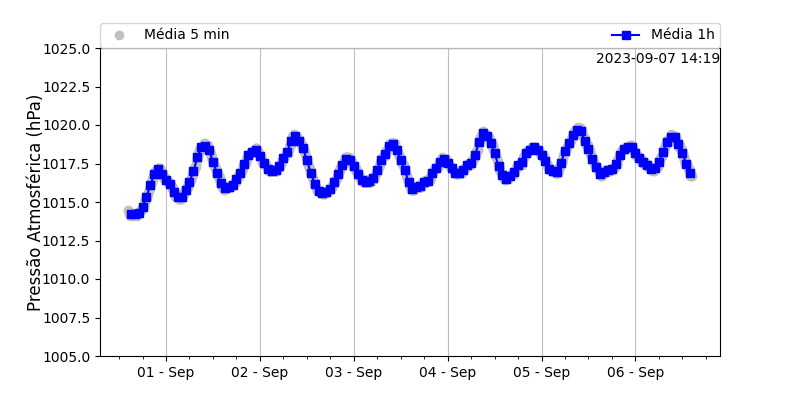 Média 5 min
Média 1h
2023-09-07 14:19
Pressão Atmosférica (hPa)
1025.0
1022.5
1020.0
1017.5
1015.0
1012.5
1010.0
1007.5
1005.0
01 - Sep
02 - Sep
03 - Sep
04 - Sep
05 - Sep
06 - Sep